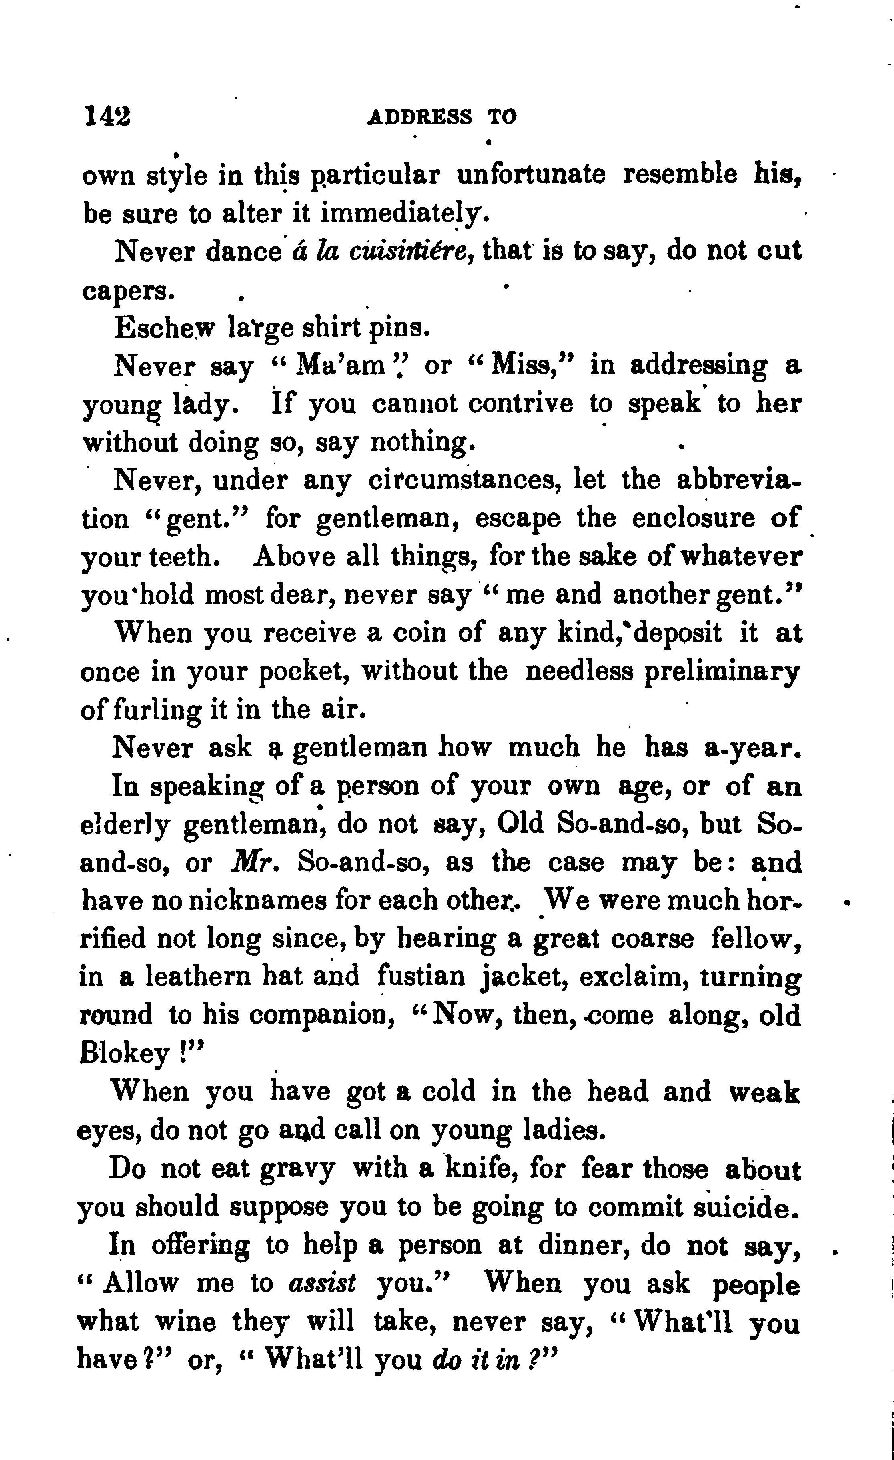 142 ADDRESS TO
own style in this particular unfortunate resemble his,
be sure to alter it immediately.
Never dance á la cuisiniére, that is to say, do not cut
capers.
Eschew large shirt pins.
Never say “Ma’am” or “Miss,” in addressing a
young lady. If you cannot contrive to speak to her
without doing so, say nothing.
Never, under any circumstances, let the abbrevia-
tion “gent.” for gentleman, escape the enclosure of
your teeth. Above all things, for the sake of whatever
you hold most dear, never say “me and another gent.”
When you receive a coin of any kind, deposit it at
once in your pocket, without the needless preliminary
of furling it in the air.
Never ask a gentleman how much he has a-year.
In speaking of a person of your own age, or of an
elderly gentleman, do not say, Old So-and-so, but So-
and-so, or Mr. So-and-so, as the case may be: and
have no nicknames for each other. We were much hor-
rified not long since, by hearing a great coarse fellow,
in a leathern hat and fustian jacket, exclaim, turning
round to his companion, “Now, then, come along, old
Blokey!”
When you have got a cold in the head and weak
eyes, do not go and call on young ladies.
Do not eat gravy with a knife, for fear those about
you should suppose you to be going to commit suicide.
In offering to help a person at dinner, do not say,
“Allow me to assist you.” When you ask people
what wine they will take, never say, “What’ll you
have?” or, “What’ll you do it in?”